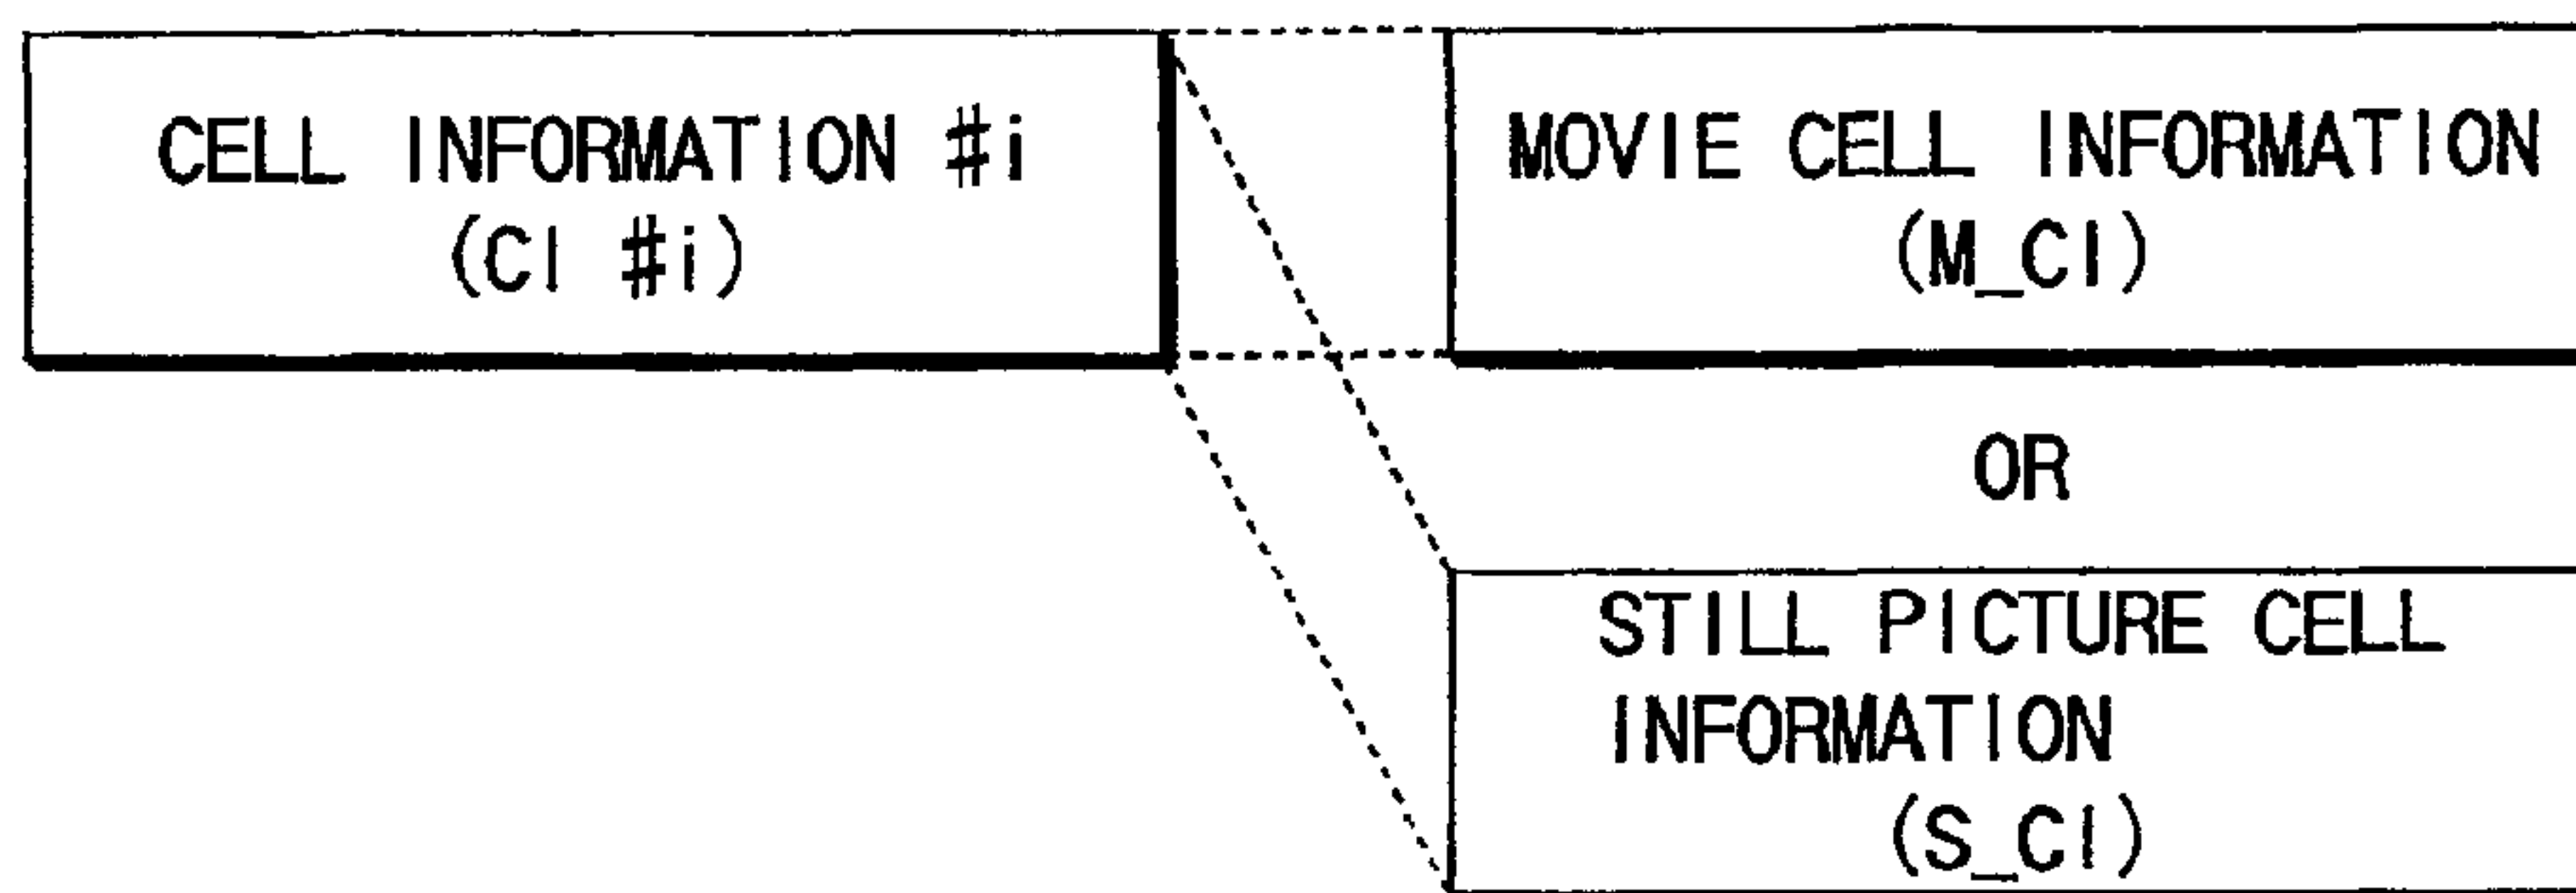 CELL INFORMATION #i
(CI #i)
MOVIE CELL INFORMATION
(M_CI)
OR
STILL PICTURE CELL
INFORMATION
(S_CI)